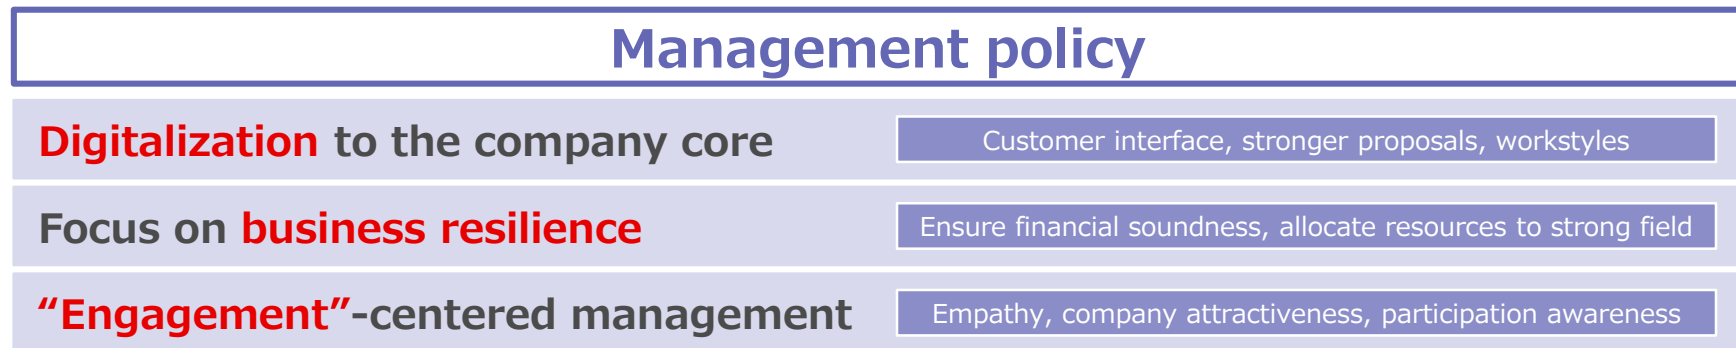 Management policy
Digitalization to the company core
Customer interface, stronger proposals, workstyles
Focus on business resilience
Ensure financial soundness, allocate resources to strong field
“Engagement”-centered management
Empathy, company attractiveness, participation awareness